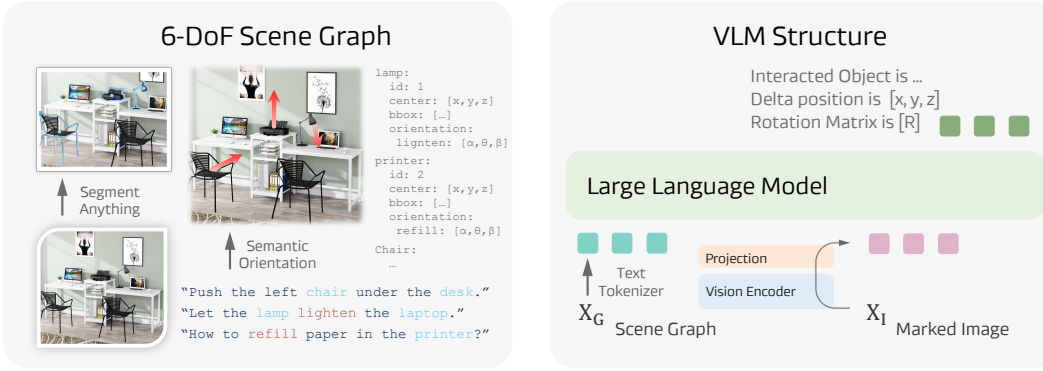 6-DoF Scene Graph
lamp:
id: 1
center: [x,y,z]
bbox: […]
orientation:
lignten: [α,θ,β]
printer:
id: 2
center: [x,y,z]
bbox: […]
orientation:
refill: [α,θ,β]
Chair:
…
Segment
Anything
Semantic
Orientation
“Push the left chair under the desk.”
“Let the lamp lighten the laptop.”
“How to refill paper in the printer?”
VLM Structure
Interacted Object is ...
Delta position is [x, y, z]
Rotation Matrix is [R]
Large Language Model
Text
Tokenizer
Projection
Vision Encoder
X_G Scene Graph
X_I Marked Image